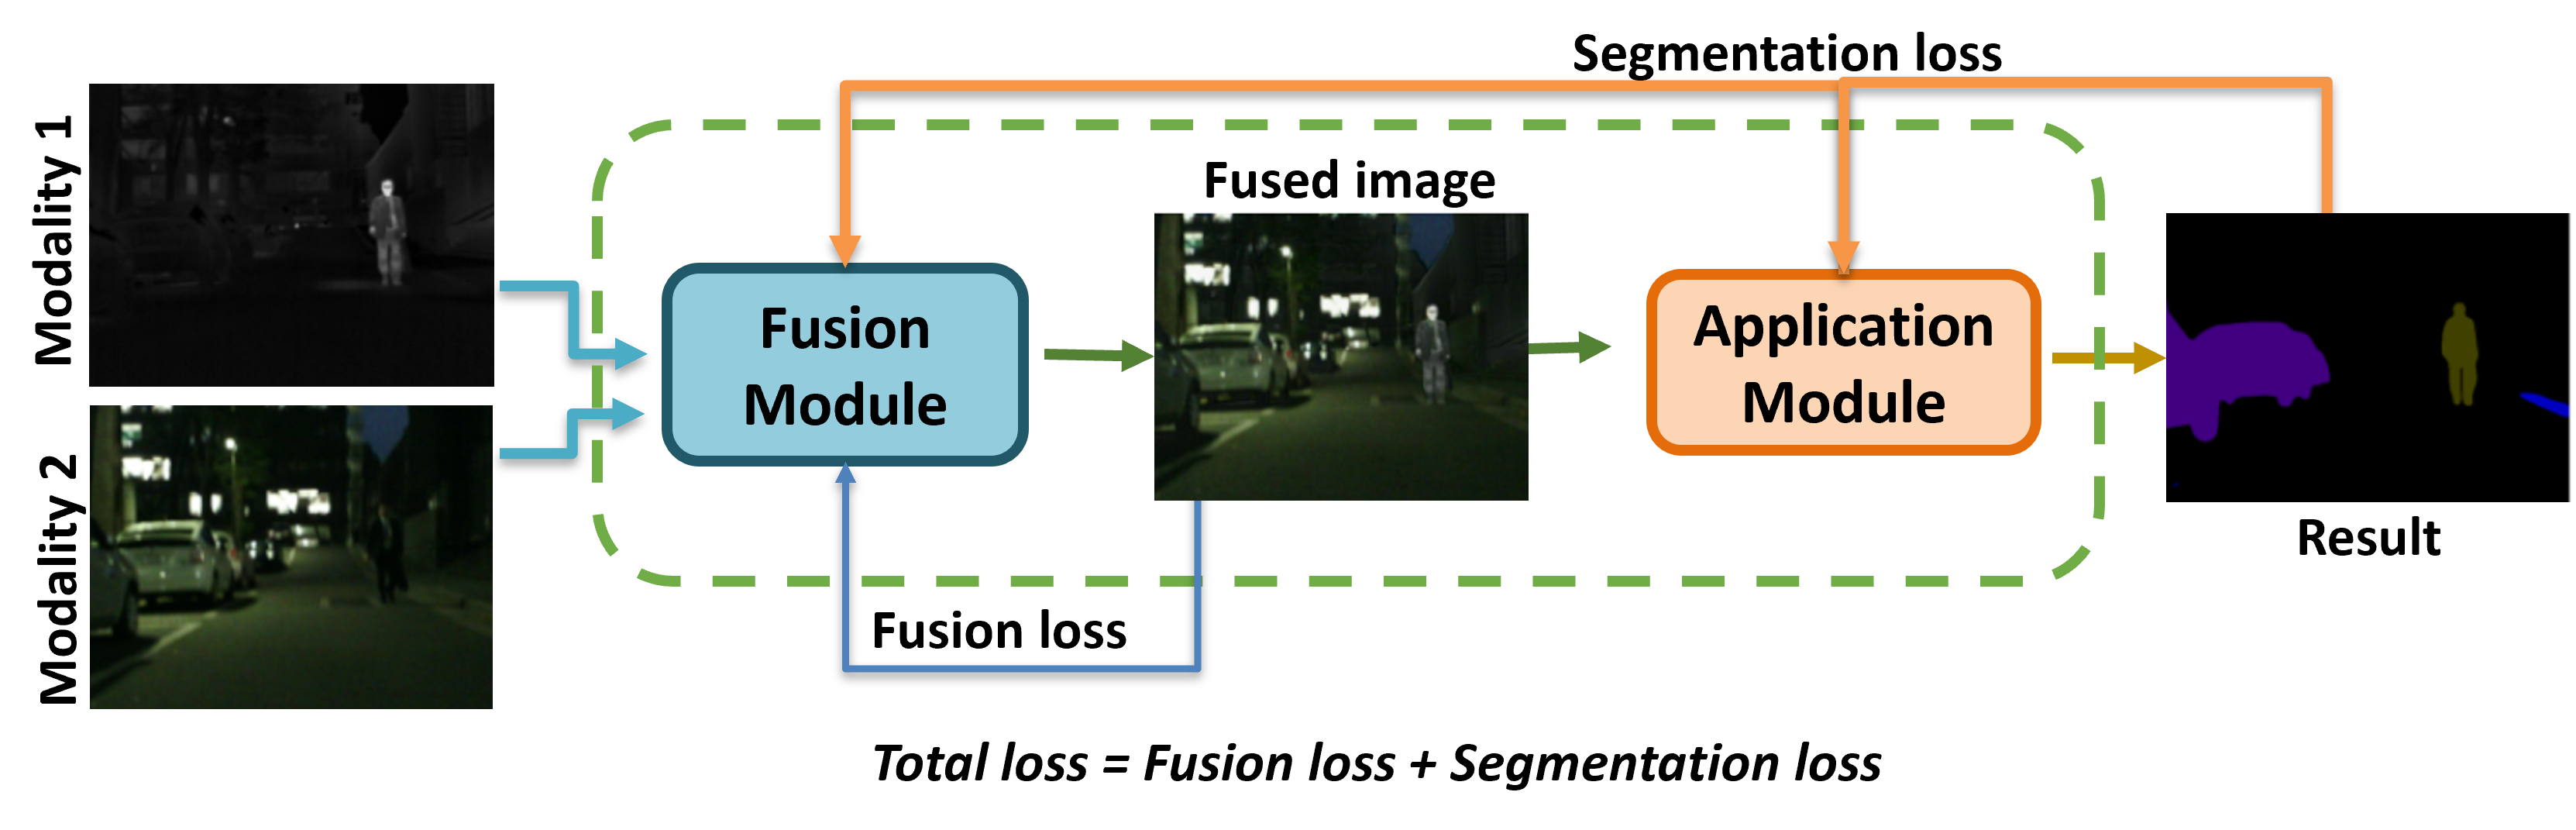 Segmentation loss
Modality 1
Fused image
Fusion
Module
Application
Module
Modality 2
Result
Fusion loss
Total loss = Fusion loss + Segmentation loss